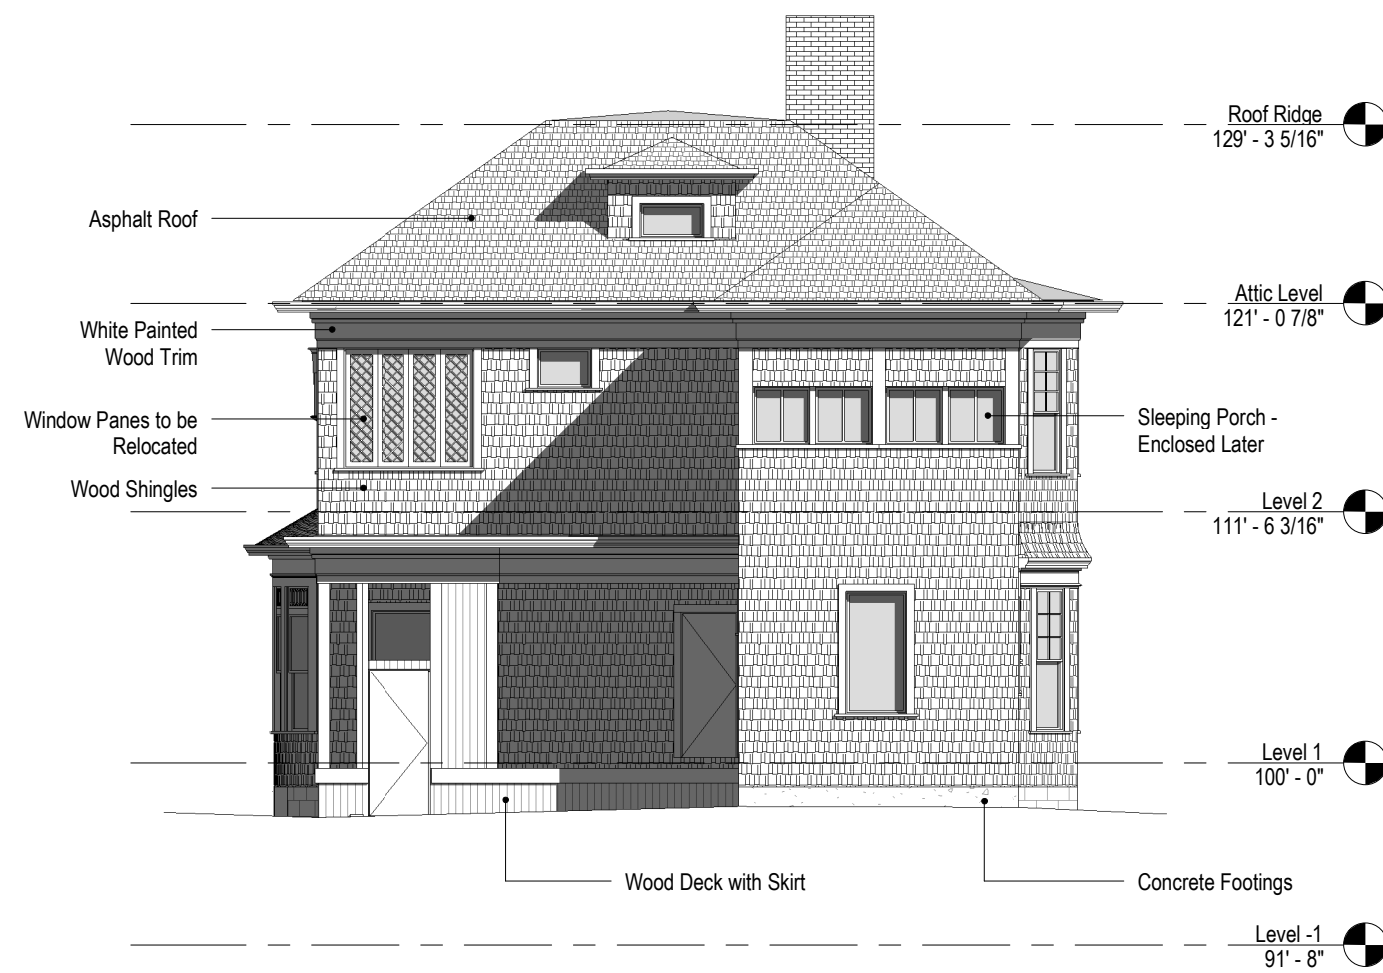 Roof Ridge
129' - 3 5/16"
Asphalt Roof
Attic Level
121' - 0 7/8"
White Painted
Wood Trim
Window Panes to be
Relocated
Sleeping Porch -
Enclosed Later
Wood Shingles
Level 2
111' - 6 3/16"
Level 1
100' - 0"
Wood Deck with Skirt
Concrete Footings
Level -1
91' - 8"